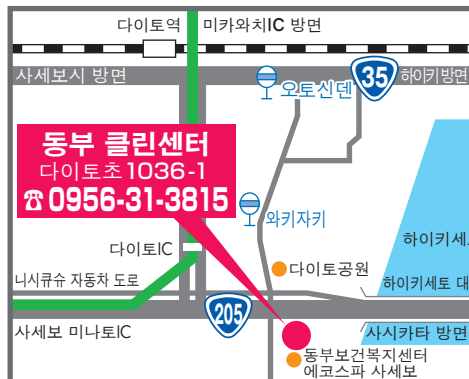 다이토역
미카와치IC 방면
사세보시 방면
35
하이키방면
오토신덴
동부 클린센터
다이토초1036-1
☎0956-31-3815
와키자키
하이키세
다이토IC
다이토공원
니시큐슈 자동차 도로
하이키세토 대
205
사세보 미나토IC
사시카타 방면
동부보건복지센터
에코스파 사세보